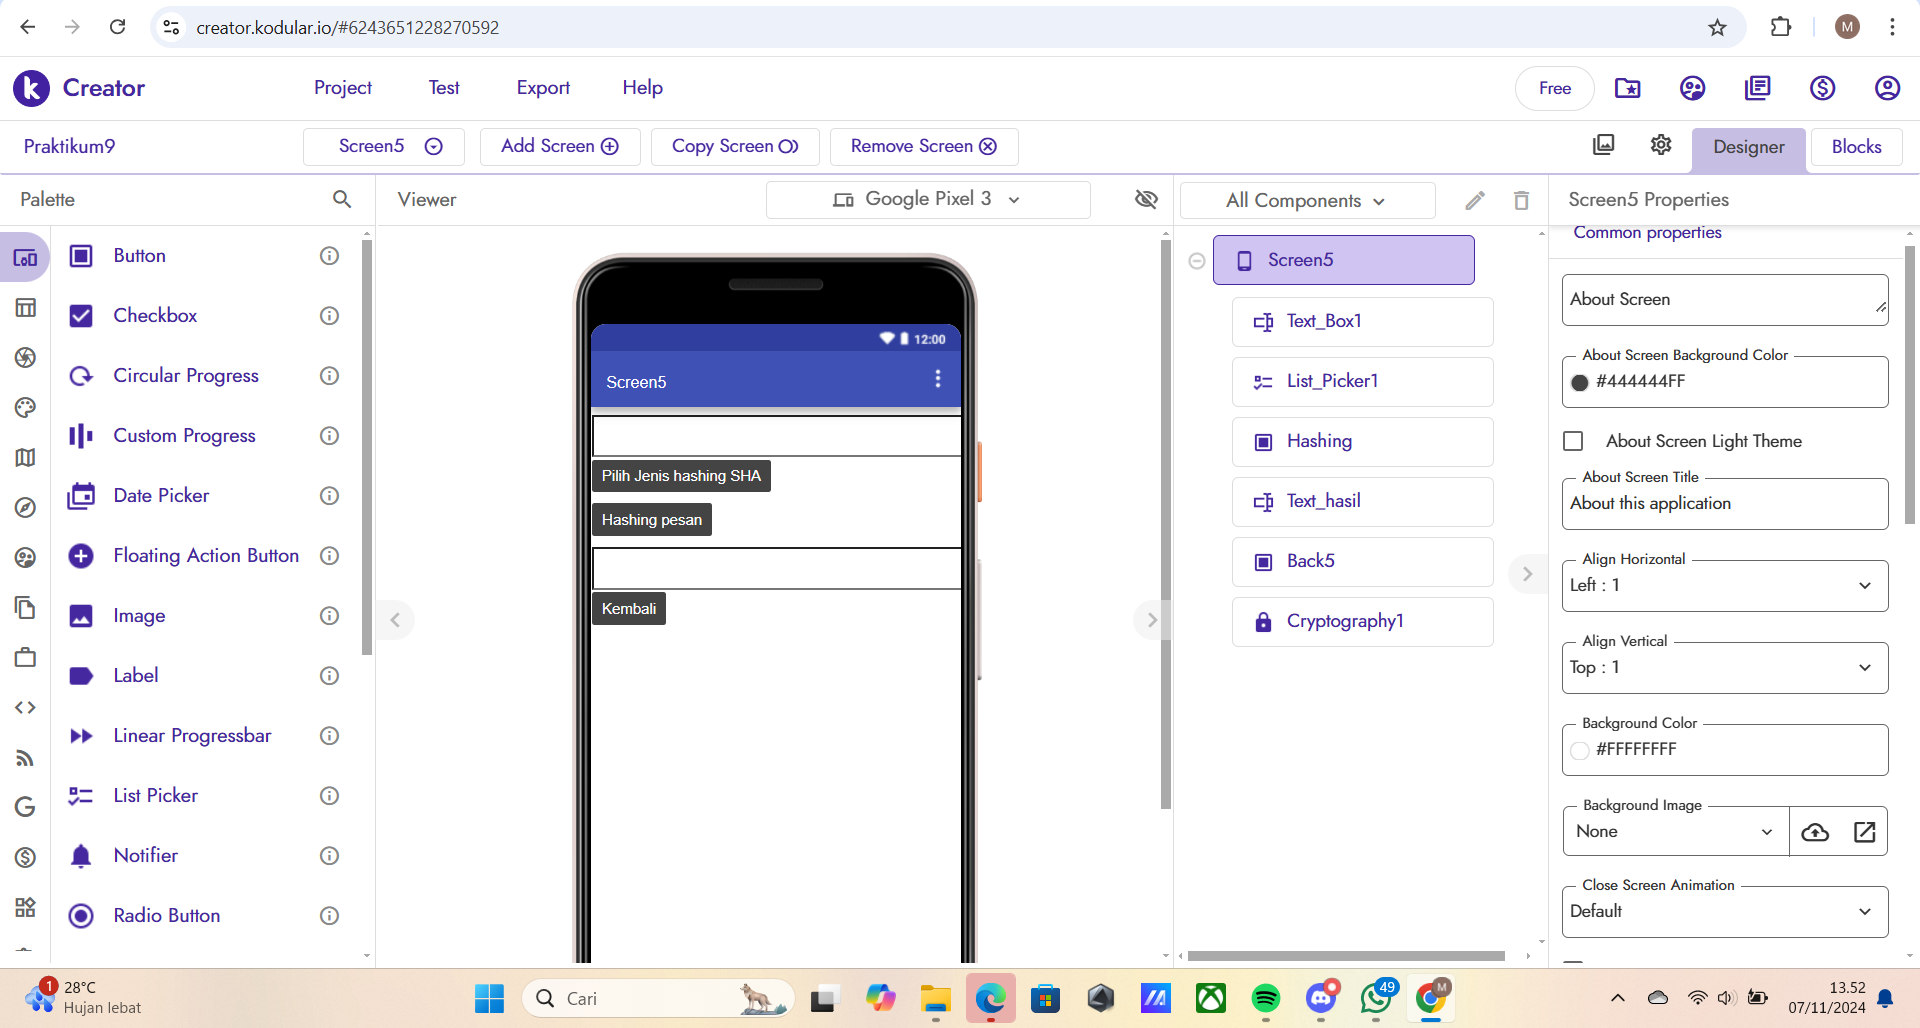 creator.kodular.io/#6243651228270592
M
Creator
Project
Test
Export
Help
Free
Praktikum9
Screen5
Add Screen
Copy Screen
Remove Screen
Designer
Blocks
Palette
Viewer
Google Pixel 3
All Components
Screen5 Properties
Button
Checkbox
Circular Progress
Custom Progress
Date Picker
Floating Action Button
Image
Label
Linear Progressbar
List Picker
Notifier
Radio Button
12:00
Screen5
Pilih Jenis hashing SHA
Hashing pesan
Kembali
Screen5
Text_Box1
List_Picker1
Hashing
Text_hasil
Back5
Cryptography1
Common properties
About Screen
About Screen Background Color
#444444FF
About Screen Light Theme
About Screen Title
About this application
Align Horizontal
Left : 1
Align Vertical
Top : 1
Background Color
#FFFFFFFF
Background Image
None
Close Screen Animation
Default
1
28°C
Hujan lebat
Cari
49
M
13.52
07/11/2024